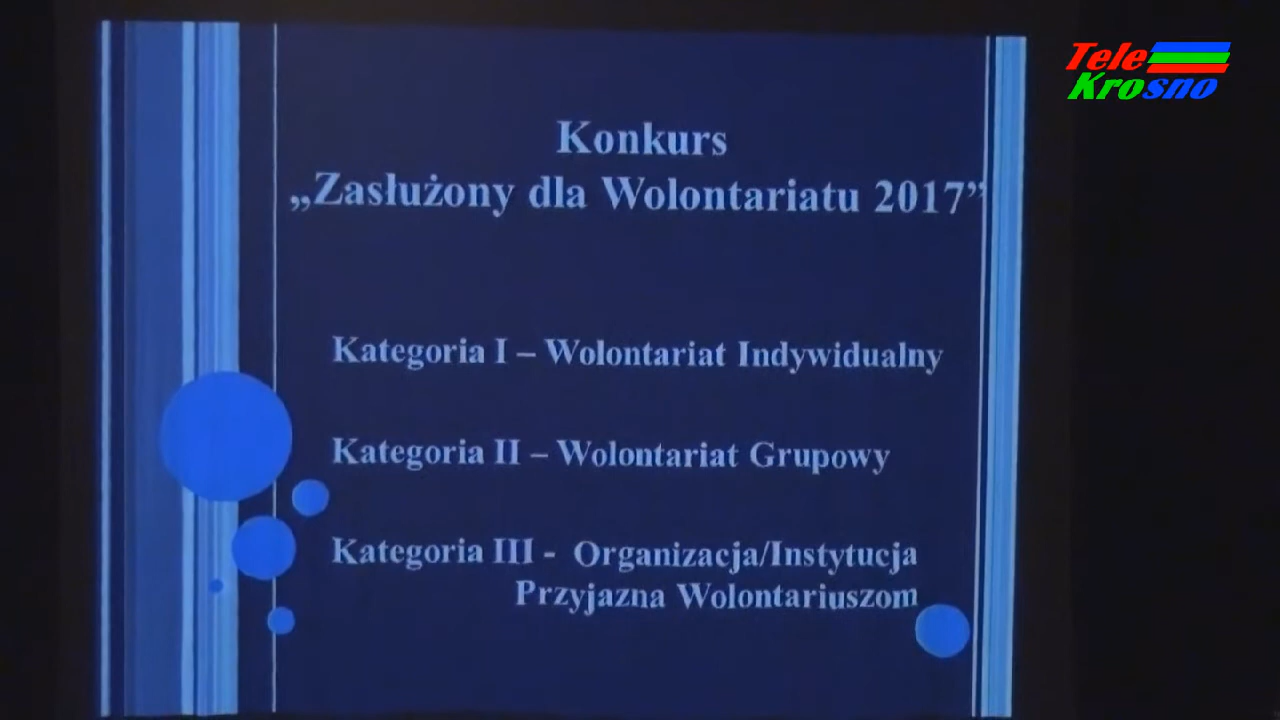 Tele
Krosno
Konkurs
„Zasłużony dla Wolontariatu 2017”
Kategoria I – Wolontariat Indywidualny
Kategoria II – Wolontariat Grupowy
Kategoria III - Organizacja/Instytucja
Przyjazna Wolontariuszom